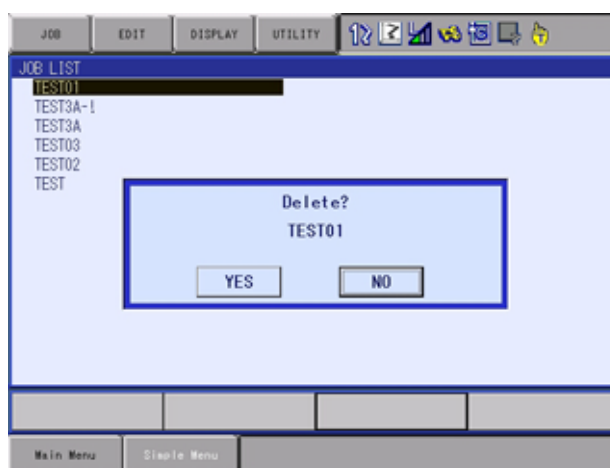 JOB EDIT DISPLAY UTILITY
JOB LIST
TEST01
TEST3A-!
TEST3A
TEST03
TEST02
TEST
Delete?
TEST01
YES NO
Main Menu Simple Menu